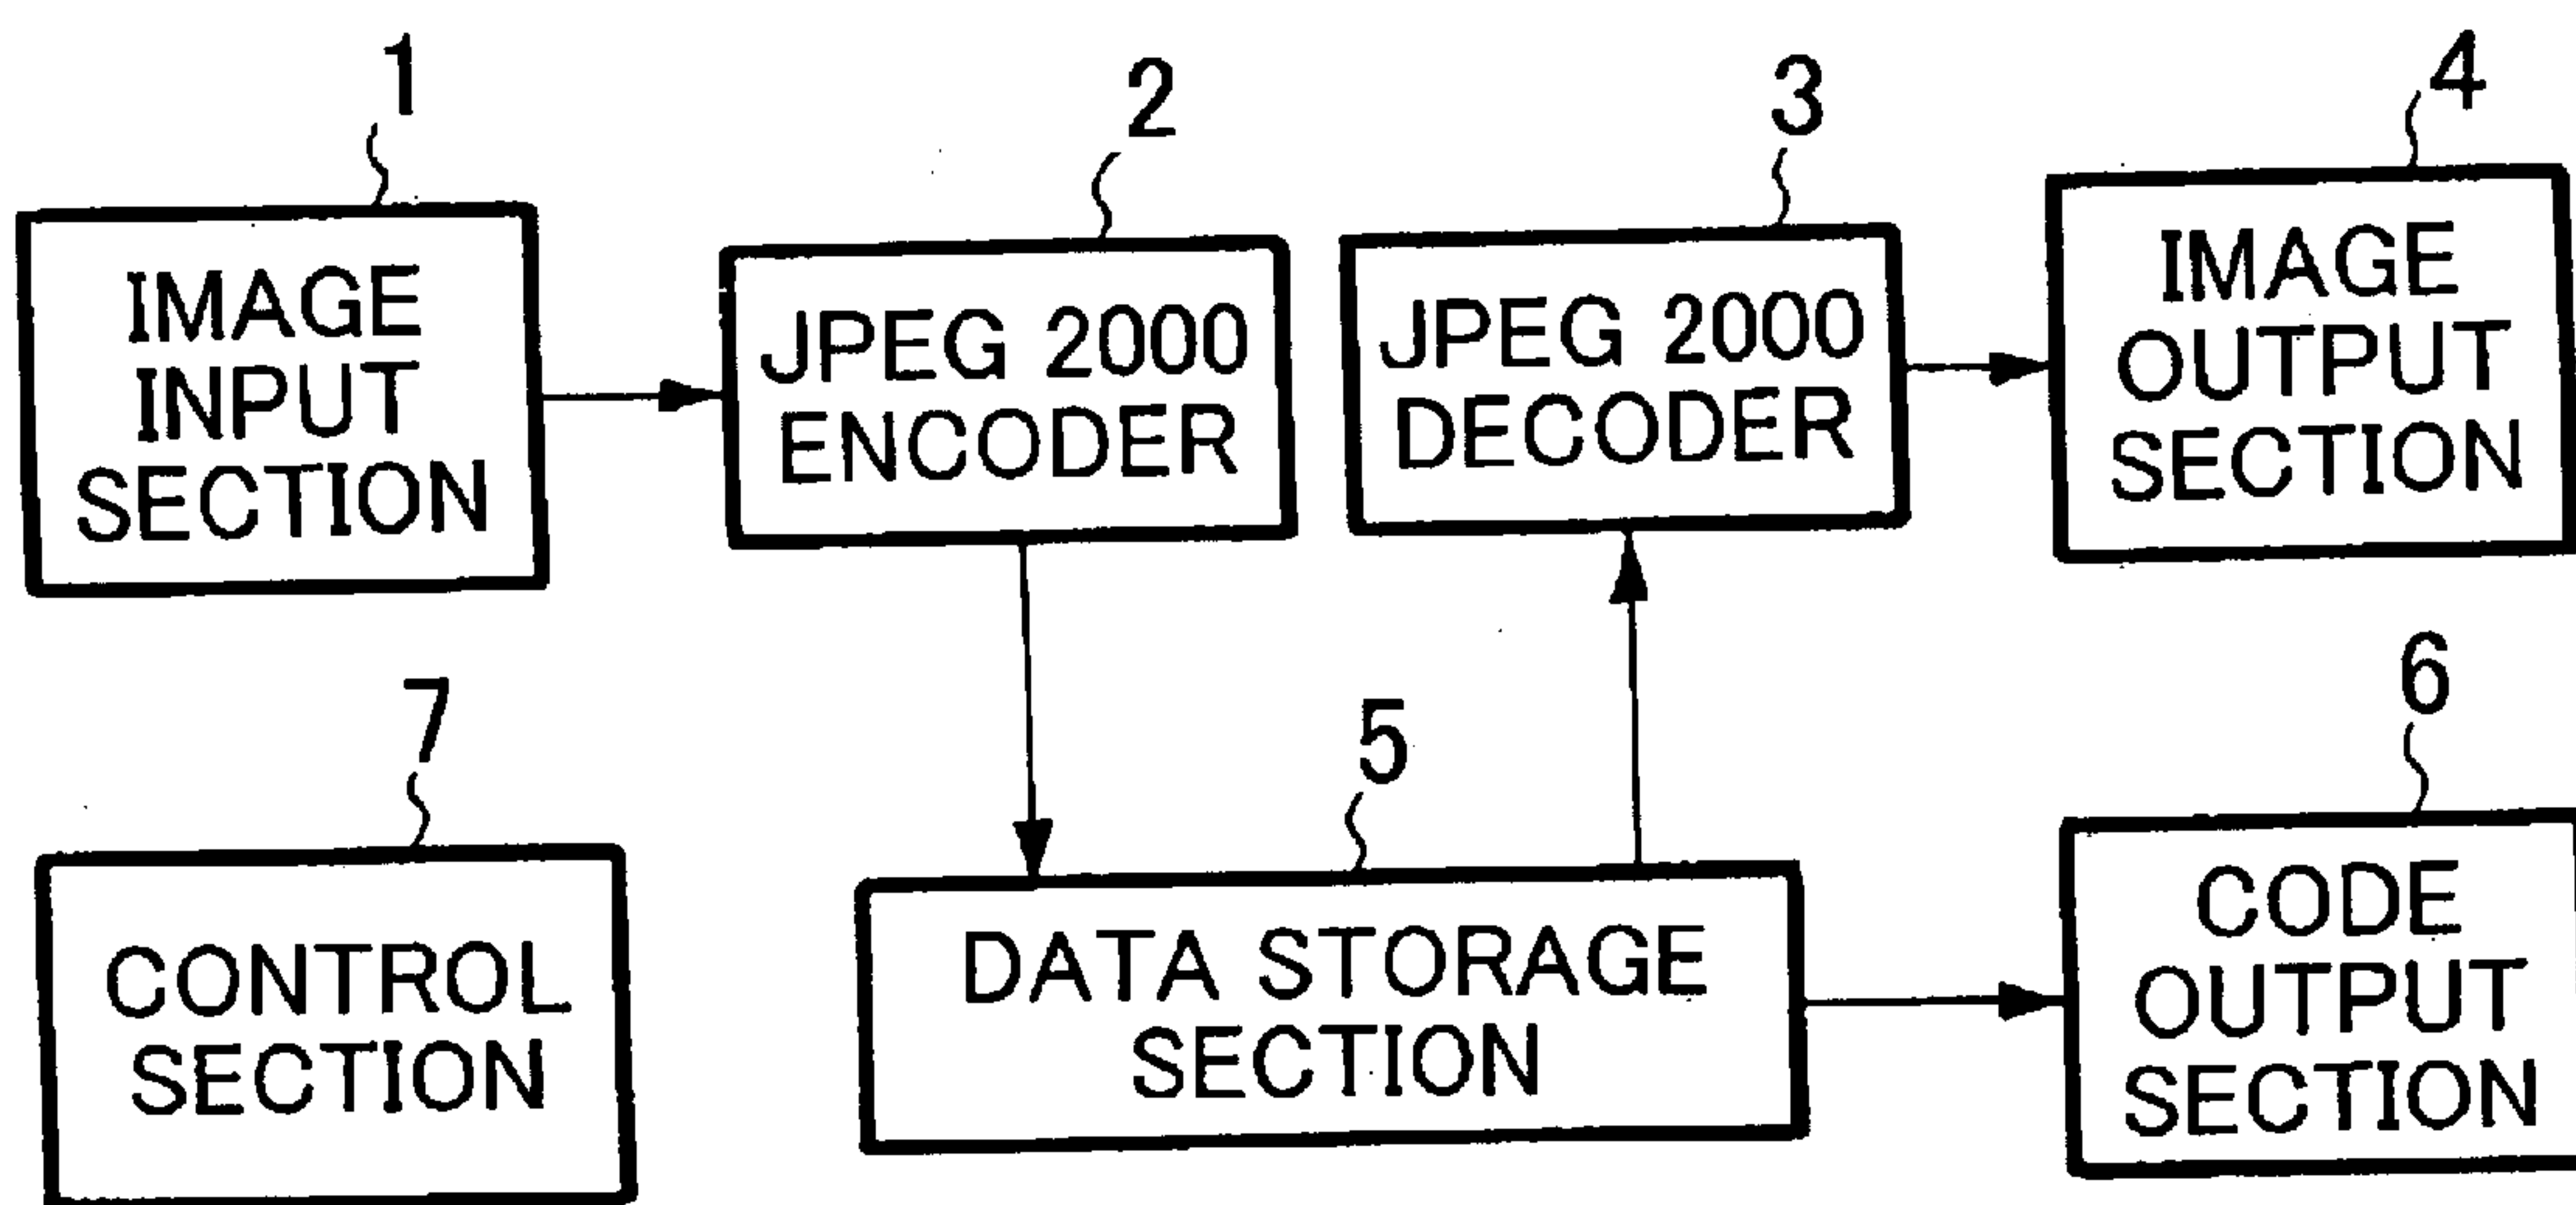 1
IMAGE
INPUT
SECTION
2
JPEG 2000
ENCODER
3
JPEG 2000
DECODER
4
IMAGE
OUTPUT
SECTION
7
CONTROL
SECTION
5
DATA STORAGE
SECTION
6
CODE
OUTPUT
SECTION